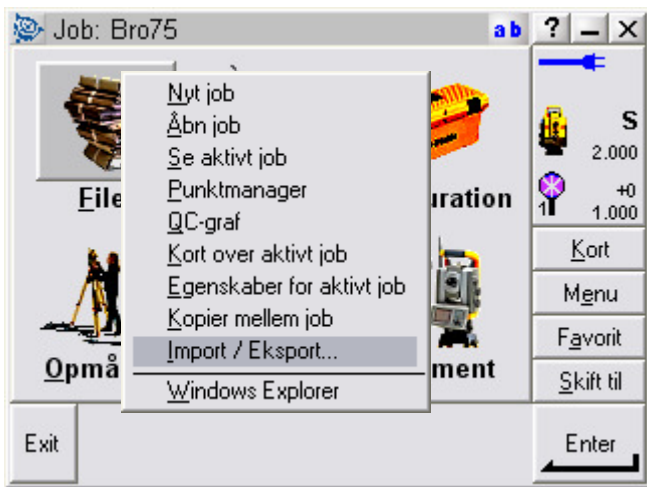 Job: Bro75
ab
?
Nyt job
Åbn job
Se aktivt job
Punktmanager
QC-graf
Kort over aktivt job
Egenskaber for aktivt job
Kopier mellem job
Import / Eksport...
Windows Explorer
File
uration
Opmå
ment
S
2.000
+0
1
1.000
Kort
Menu
Favorit
Skift til
Exit
Enter